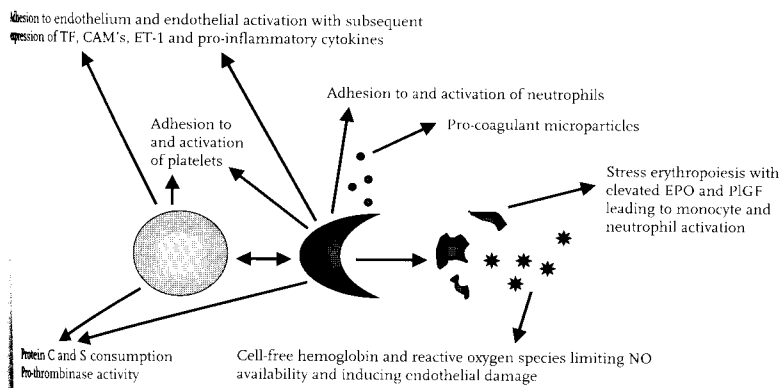 Adhesion to endothelium and endothelial activation with subsequent
expression of TF, CAM's, ET-1 and pro-inflammatory cytokines
Adhesion to and activation of neutrophils
Pro-coagulant microparticles
Adhesion to
and activation
of platelets
Stress erythropoiesis with
elevated EPO and PlGF
leading to monocyte and
neutrophil activation
Protein C and S consumption
Pro-thrombinase activity
Cell-free hemoglobin and reactive oxygen species limiting NO
availability and inducing endothelial damage